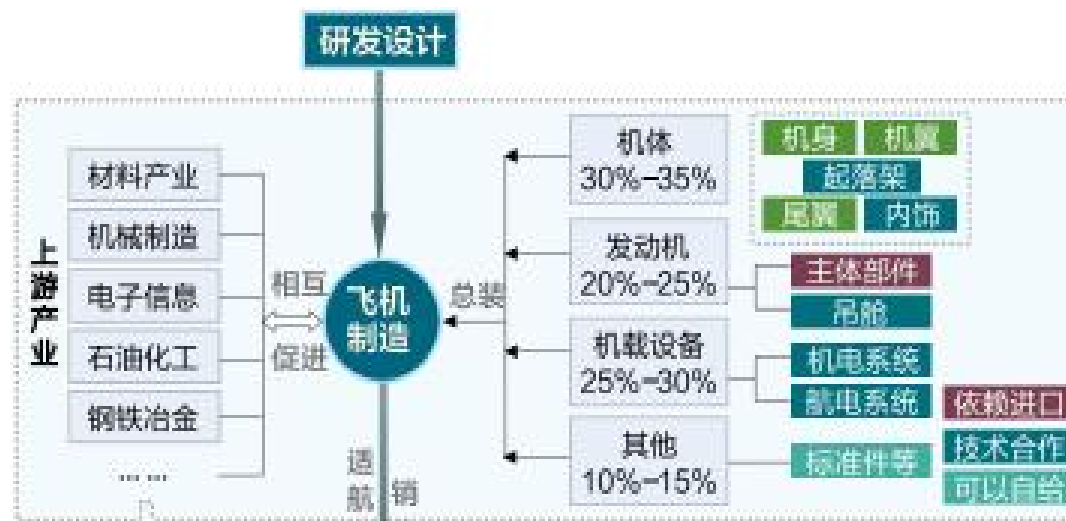 研发设计
上游产业
材料产业
机械制造
电子信息
石油化工
钢铁冶金
... ...
相互
促进
飞机
制造
总装
适航
销
机体
30%-35%
发动机
20%-25%
机载设备
25%-30%
其他
10%-15%
机身
机翼
起落架
尾翼
内饰
主体部件
吊舱
机电系统
航电系统
标准件等
依赖进口
技术合作
可以自给